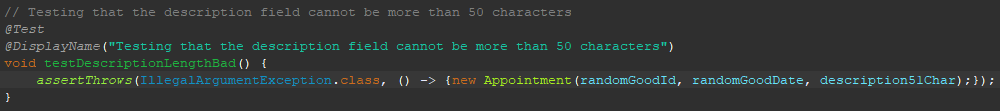 // Testing that the description field cannot be more than 50 characters
@Test
@DisplayName("Testing that the description field cannot be more than 50 characters")
void testDescriptionLengthBad() {
    assertThrows(IllegalArgumentException.class, () -> {new Appointment(randomGoodId, randomGoodDate, description51Char);});
}